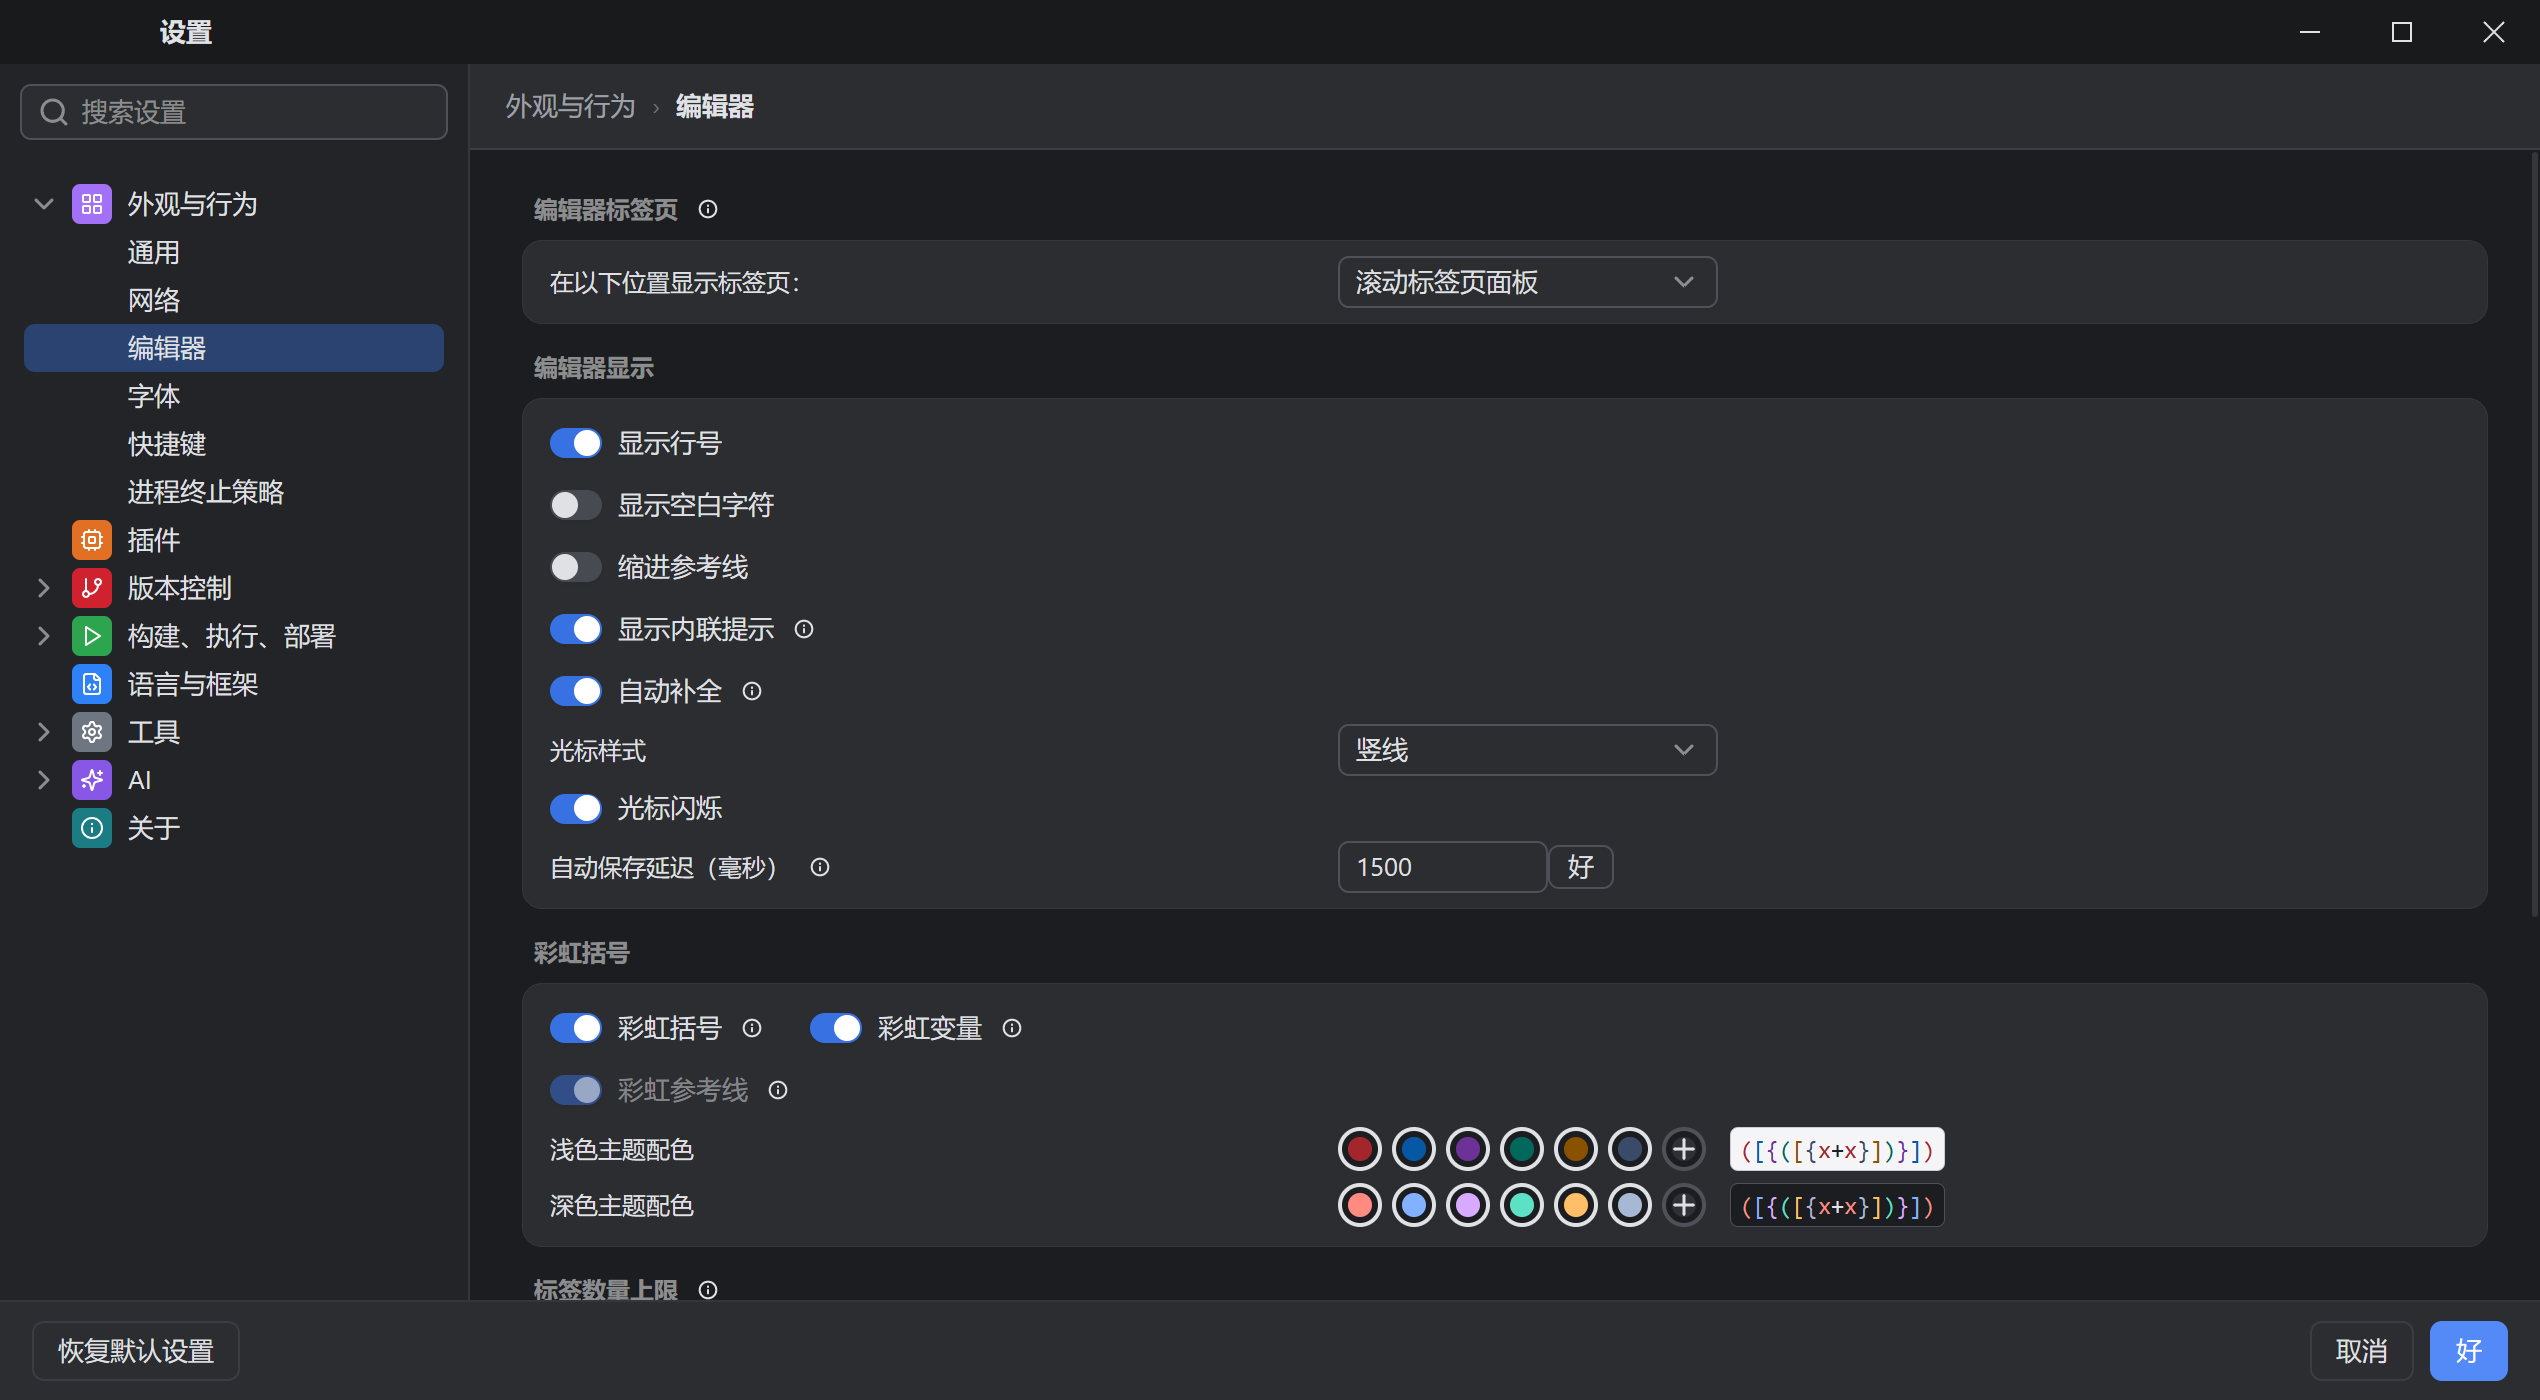 设置
搜索设置
外观与行为
通用
网络
编辑器
字体
快捷键
进程终止策略
插件
版本控制
构建、执行、部署
语言与框架
工具
AI
关于
外观与行为 › 编辑器
编辑器标签页
在以下位置显示标签页： 滚动标签页面板
编辑器显示
显示行号
显示空白字符
缩进参考线
显示内联提示
自动补全
光标样式 竖线
光标闪烁
自动保存延迟（毫秒） 1500 好
彩虹括号
彩虹括号 彩虹变量
彩虹参考线
浅色主题配色 ([{([{x+x}])}])
深色主题配色 ([{([{x+x}])}])
标签数量上限
恢复默认设置 取消 好